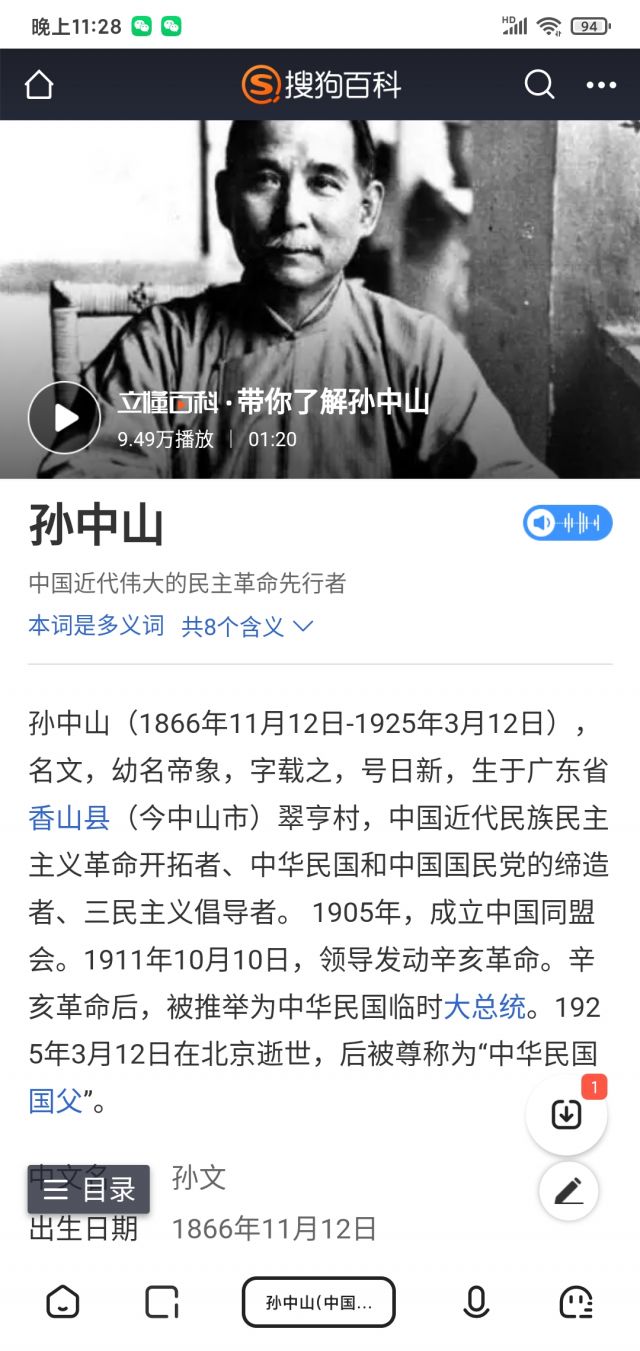 晚上11:28
HD
94
搜狗百科
立懂百科·带你了解孙中山
9.49万播放 | 01:20
孙中山
中国近代伟大的民主革命先行者
本词是多义词 共8个含义
孙中山（1866年11月12日-1925年3月12日），
名文，幼名帝象，字载之，号日新，生于广东省
香山县（今中山市）翠亨村，中国近代民族民主
主义革命开拓者、中华民国和中国国民党的缔造
者、三民主义倡导者。 1905年，成立中国同盟
会。1911年10月10日，领导发动辛亥革命。辛
亥革命后，被推举为中华民国临时大总统。192
5年3月12日在北京逝世，后被尊称为“中华民国
国父”。
1
中文名 孙文
目录
出生日期 1866年11月12日
孙中山(中国...